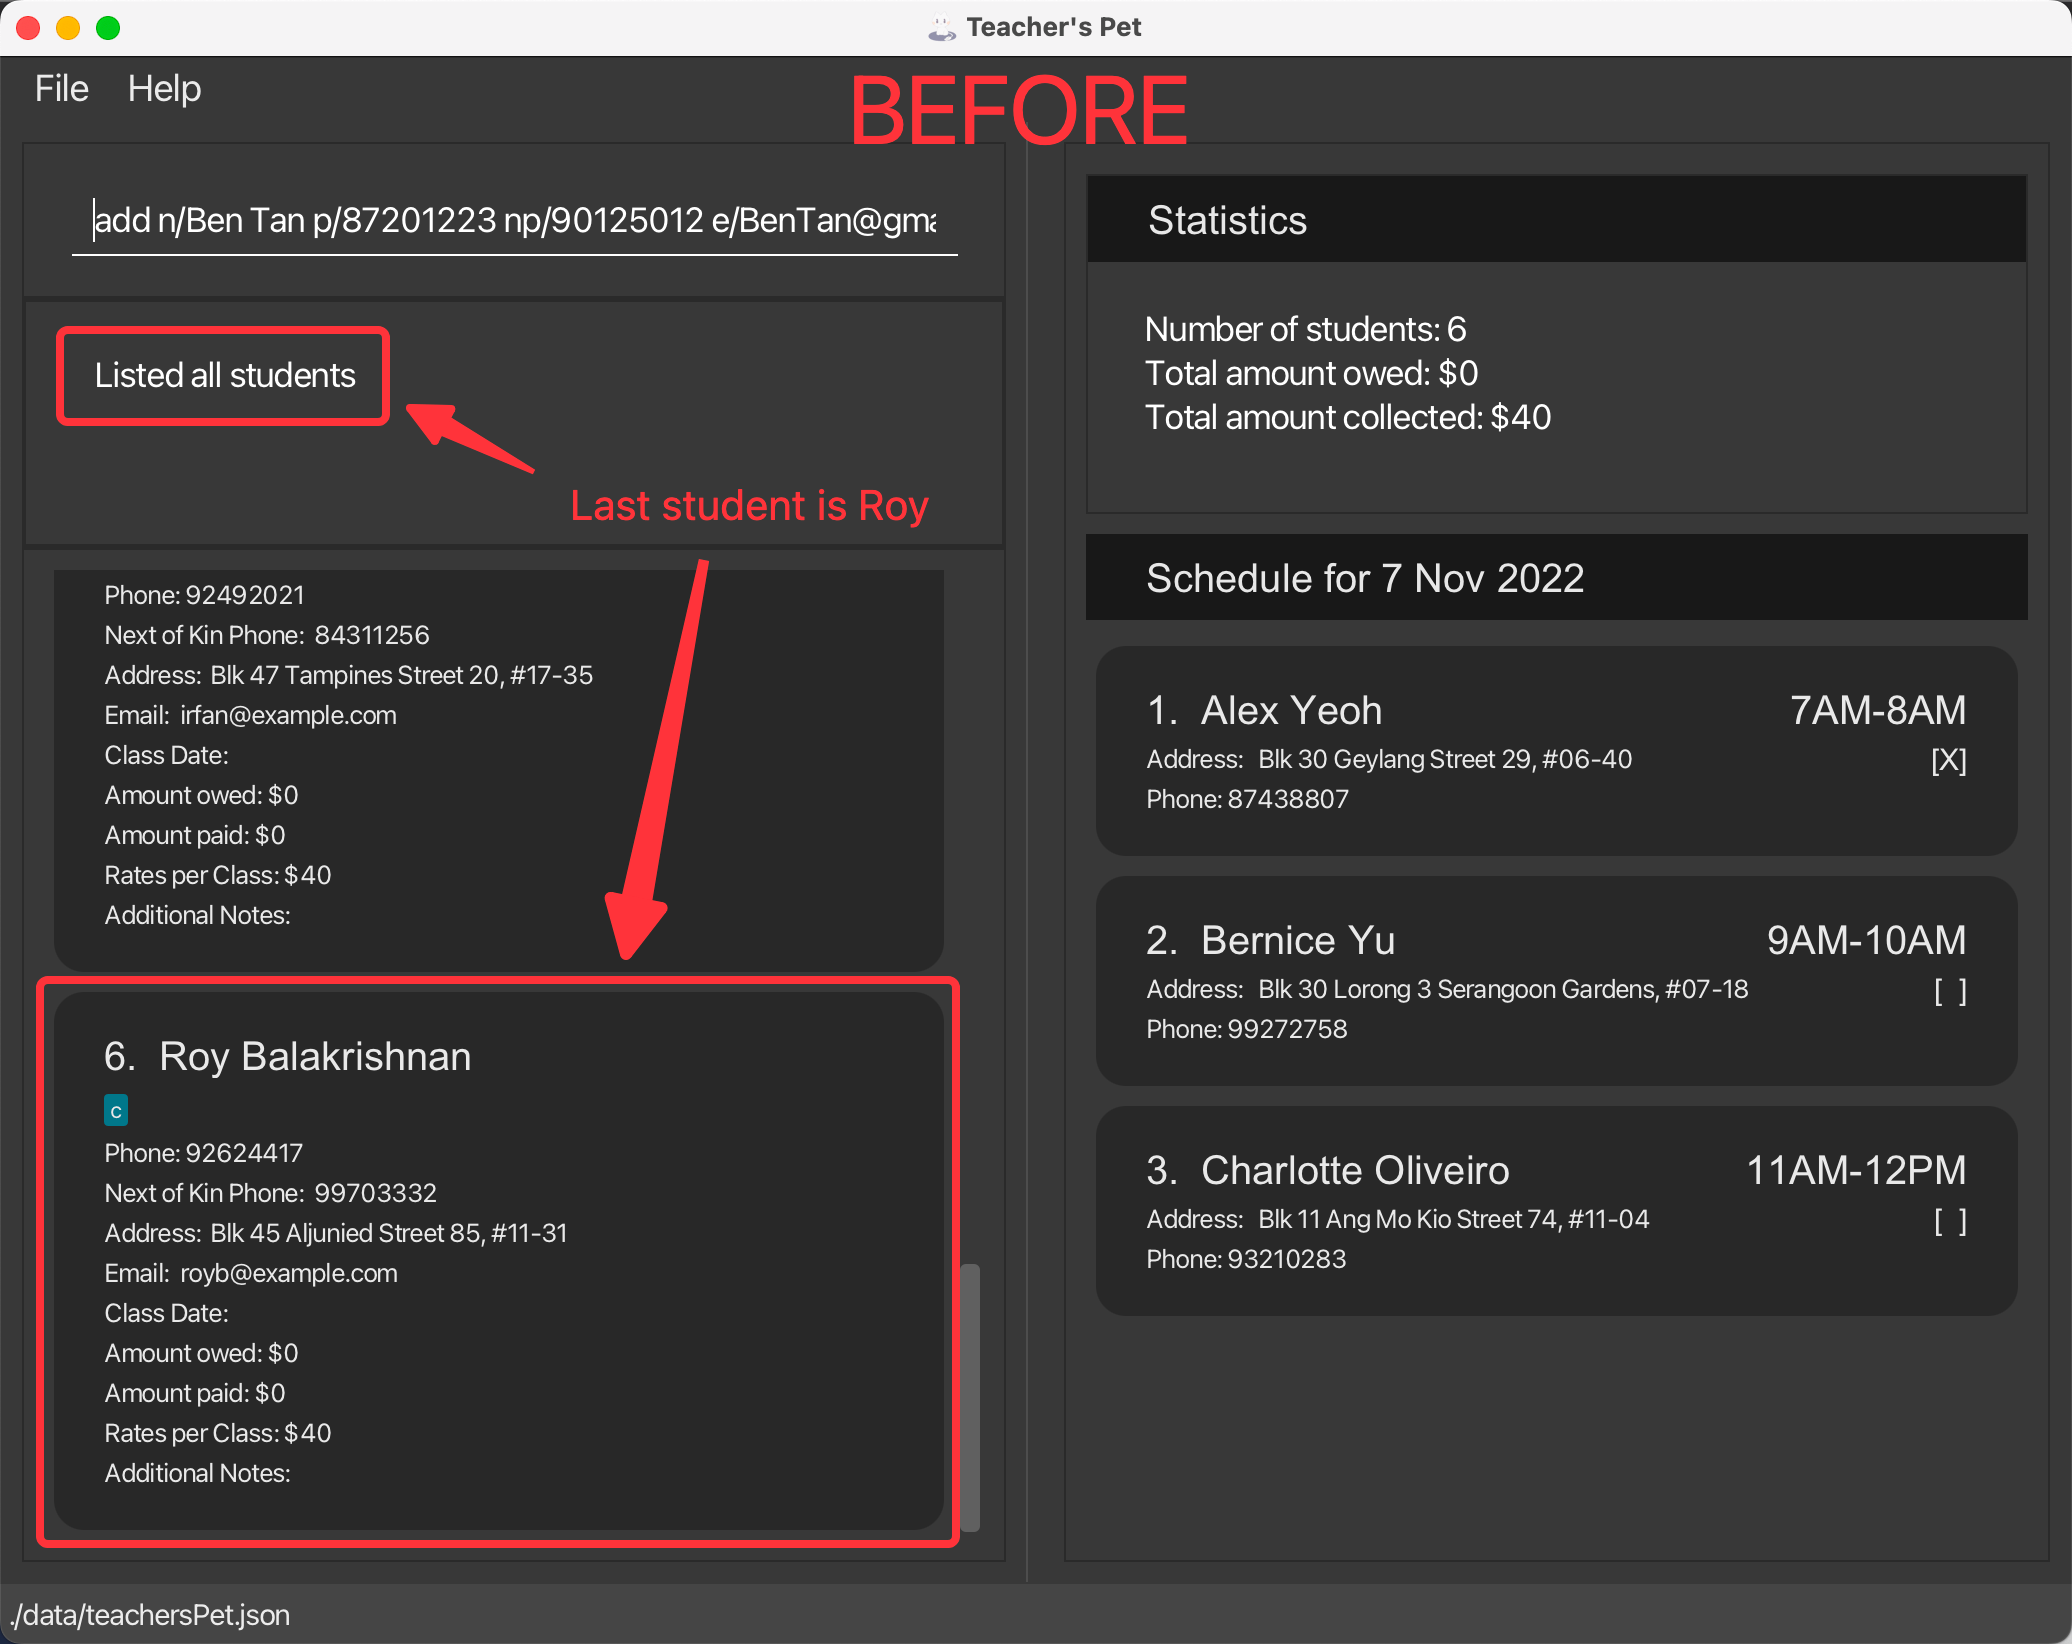 Teacher's Pet
File Help
BEFORE
add n/Ben Tan p/87201223 np/90125012 e/BenTan@gma
Listed all students
Last student is Roy
Phone: 92492021
Next of Kin Phone: 84311256
Address: Blk 47 Tampines Street 20, #17-35
Email: irfan@example.com
Class Date:
Amount owed: $0
Amount paid: $0
Rates per Class: $40
Additional Notes:
6. Roy Balakrishnan
c
Phone: 92624417
Next of Kin Phone: 99703332
Address: Blk 45 Aljunied Street 85, #11-31
Email: royb@example.com
Class Date:
Amount owed: $0
Amount paid: $0
Rates per Class: $40
Additional Notes:
Statistics
Number of students: 6
Total amount owed: $0
Total amount collected: $40
Schedule for 7 Nov 2022
1. Alex Yeoh 7AM-8AM
Address: Blk 30 Geylang Street 29, #06-40 [X]
Phone: 87438807
2. Bernice Yu 9AM-10AM
Address: Blk 30 Lorong 3 Serangoon Gardens, #07-18 [ ]
Phone: 99272758
3. Charlotte Oliveiro 11AM-12PM
Address: Blk 11 Ang Mo Kio Street 74, #11-04 [ ]
Phone: 93210283
./data/teachersPet.json